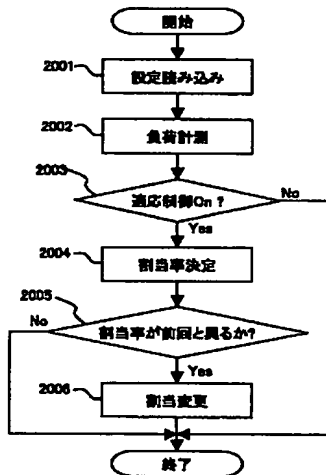 開始
2001
設定読み込み
2002
負荷計測
2003
適応制御On?
No
Yes
2004
割当率決定
2005
No
割当率が前回と異るか?
Yes
2006
割当変更
終了